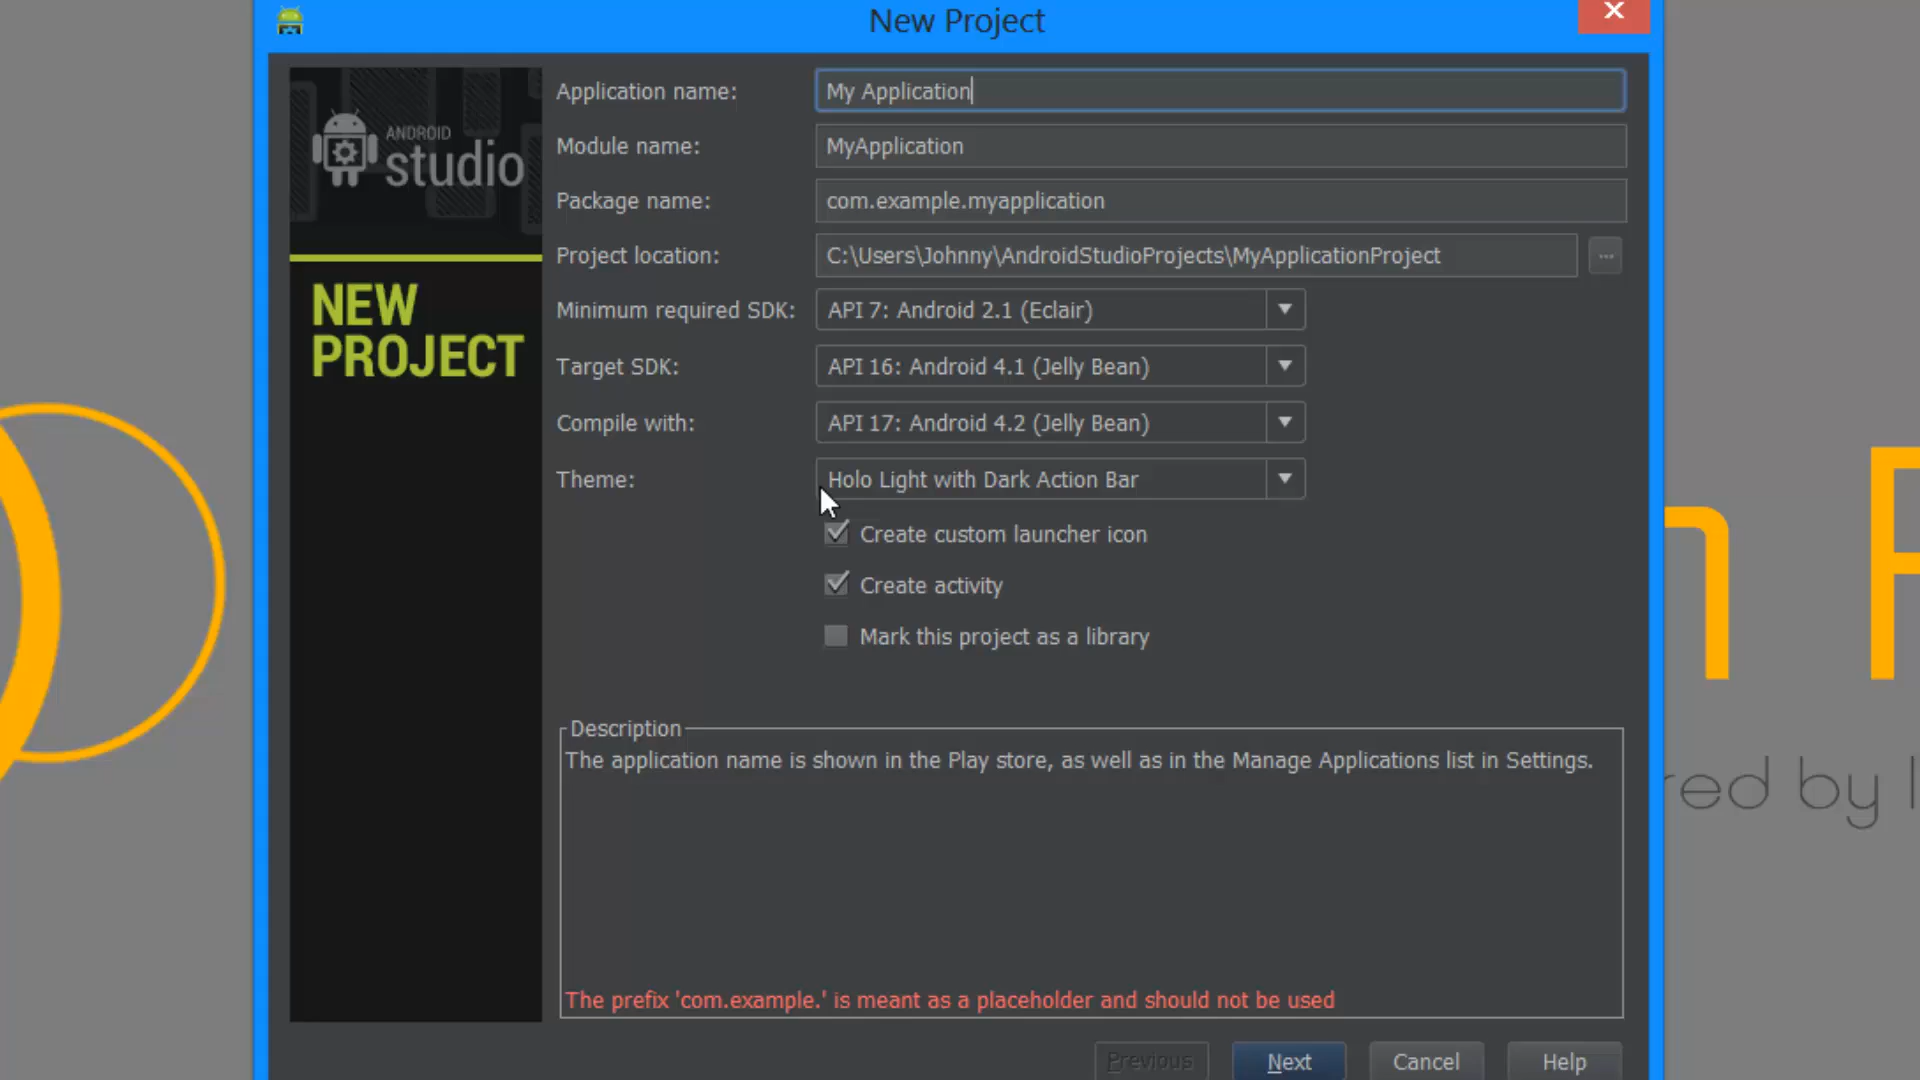 New Project
ANDROID
studio
NEW
PROJECT
Application name: My Application
Module name: MyApplication
Package name: com.example.myapplication
Project location: C:\Users\Johnny\AndroidStudioProjects\MyApplicationProject ...
Minimum required SDK: API 7: Android 2.1 (Eclair)
Target SDK: API 16: Android 4.1 (Jelly Bean)
Compile with: API 17: Android 4.2 (Jelly Bean)
Theme: Holo Light with Dark Action Bar
Create custom launcher icon
Create activity
Mark this project as a library
Description
The application name is shown in the Play store, as well as in the Manage Applications list in Settings.
by
The prefix 'com.example.' is meant as a placeholder and should not be used
Previous Next Cancel Help